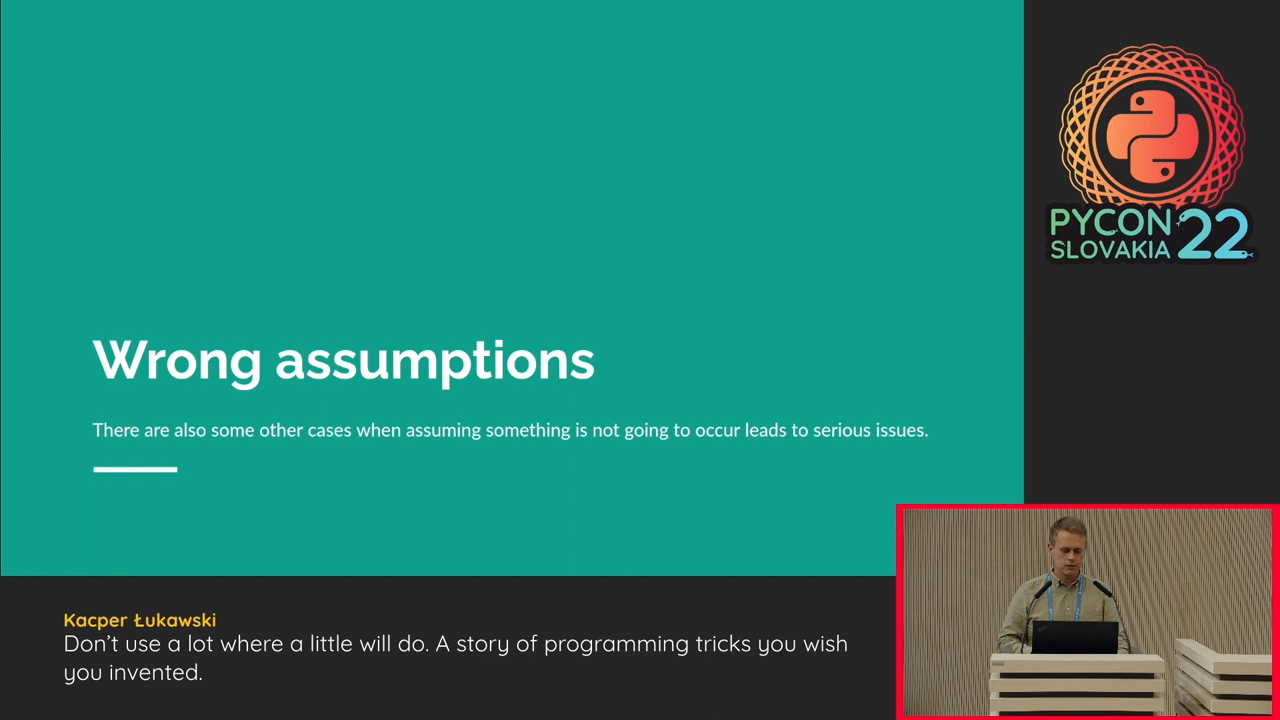 Wrong assumptions
There are also some other cases when assuming something is not going to occur leads to serious issues.
PYCON
SLOVAKIA
22
Kacper Łukawski
Don’t use a lot where a little will do. A story of programming tricks you wish
you invented.